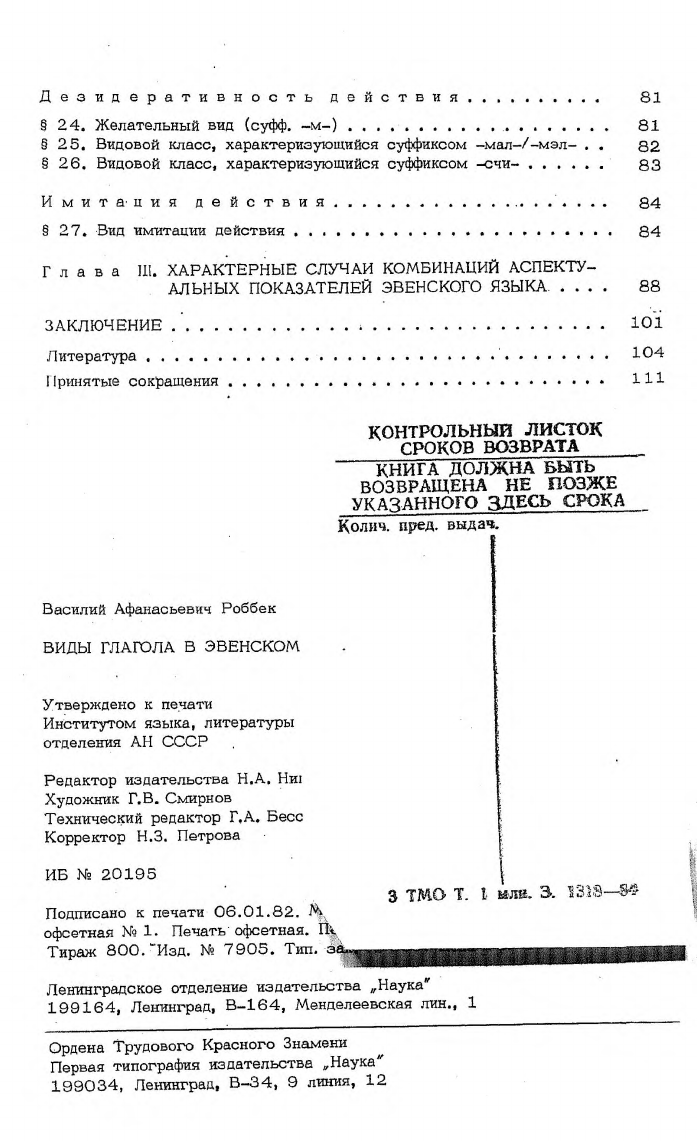 Дезидеративность действия.......... 81
§ 24. Желательный вид (суфф. –м–).................. 81
§ 25. Видовой класс, характеризующийся суффиксом –мал–/–мэл– . . 82
§ 26. Видовой класс, характеризующийся суффиксом –счи–...... 83
Имитация действия.................... 84
§ 27. Вид имитации действия....................... 84
Глава III. ХАРАКТЕРНЫЕ СЛУЧАИ КОМБИНАЦИЙ АСПЕКТУ–
АЛЬНЫХ ПОКАЗАТЕЛЕЙ ЭВЕНСКОГО ЯЗЫКА..... 88
ЗАКЛЮЧЕНИЕ............................... 101
Литература................................. 104
Принятые сокращения........................... 111
КОНТРОЛЬНЫЙ ЛИСТОК
СРОКОВ ВОЗВРАТА
КНИГА ДОЛЖНА БЫТЬ
ВОЗВРАЩЕНА НЕ ПОЗЖЕ
УКАЗАННОГО ЗДЕСЬ СРОКА
Колич. пред. выдач.
Василий Афанасьевич Роббек
ВИДЫ ГЛАГОЛА В ЭВЕНСКОМ
Утверждено к печати
Институтом языка, литературы
отделения АН СССР
Редактор издательства Н.А.
Художник Г.В. Смирнов
Технический редактор Г.А.
Корректор Н.З. Петрова
ИБ № 20195
3 ТМО Т. 1 млн. З.
Подписано к печати 06.01.82.
офсетная № 1. Печать офсетная.
Тираж 800. Изд. № 7905. Тип.
Ленинградское отделение издательства „Наука"
199164, Ленинград, В–164, Менделеевская лин., 1
Ордена Трудового Красного Знамени
Первая типография издательства „Наука"
199034, Ленинград, В–34, 9 линия, 12